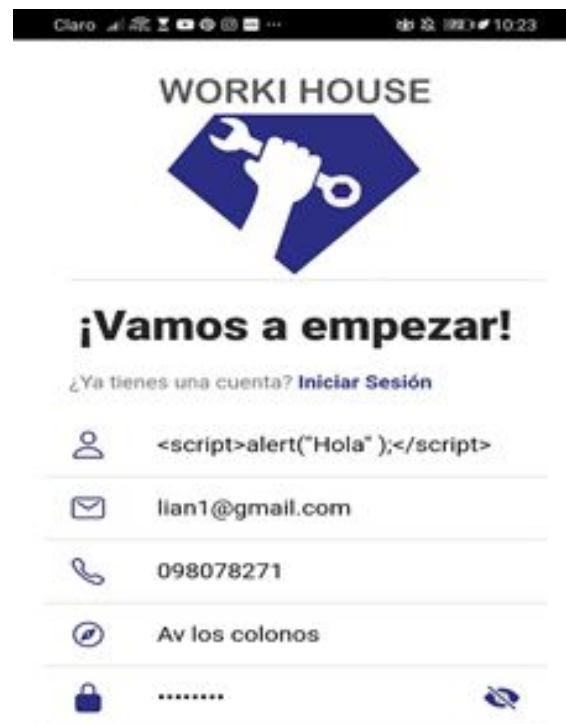 Claro 10:23
WORKI HOUSE
¡Vamos a empezar!
¿Ya tienes una cuenta? Iniciar Sesión
<script>alert("Hola" );</script>
lian1@gmail.com
098078271
Av los colonos
........